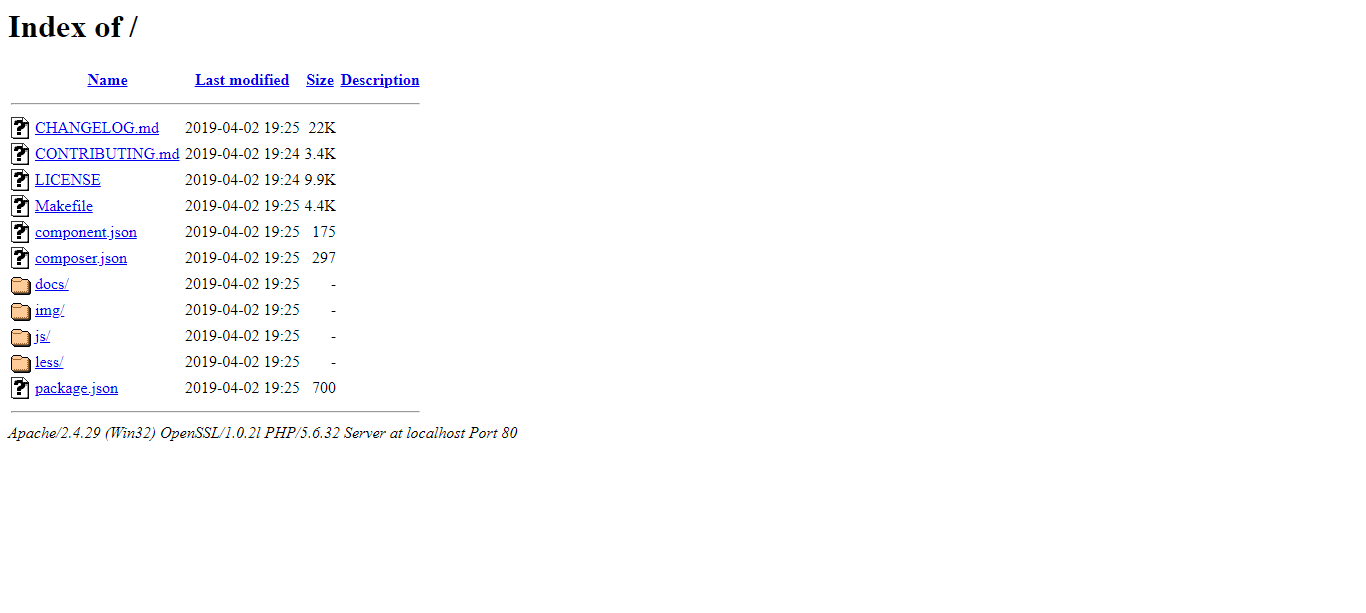 Index of /
Name Last modified Size Description
CHANGELOG.md 2019-04-02 19:25 22K
CONTRIBUTING.md 2019-04-02 19:24 3.4K
LICENSE 2019-04-02 19:24 9.9K
Makefile 2019-04-02 19:25 4.4K
component.json 2019-04-02 19:25 175
composer.json 2019-04-02 19:25 297
docs/ 2019-04-02 19:25 -
img/ 2019-04-02 19:25 -
js/ 2019-04-02 19:25 -
less/ 2019-04-02 19:25 -
package.json 2019-04-02 19:25 700
Apache/2.4.29 (Win32) OpenSSL/1.0.2l PHP/5.6.32 Server at localhost Port 80